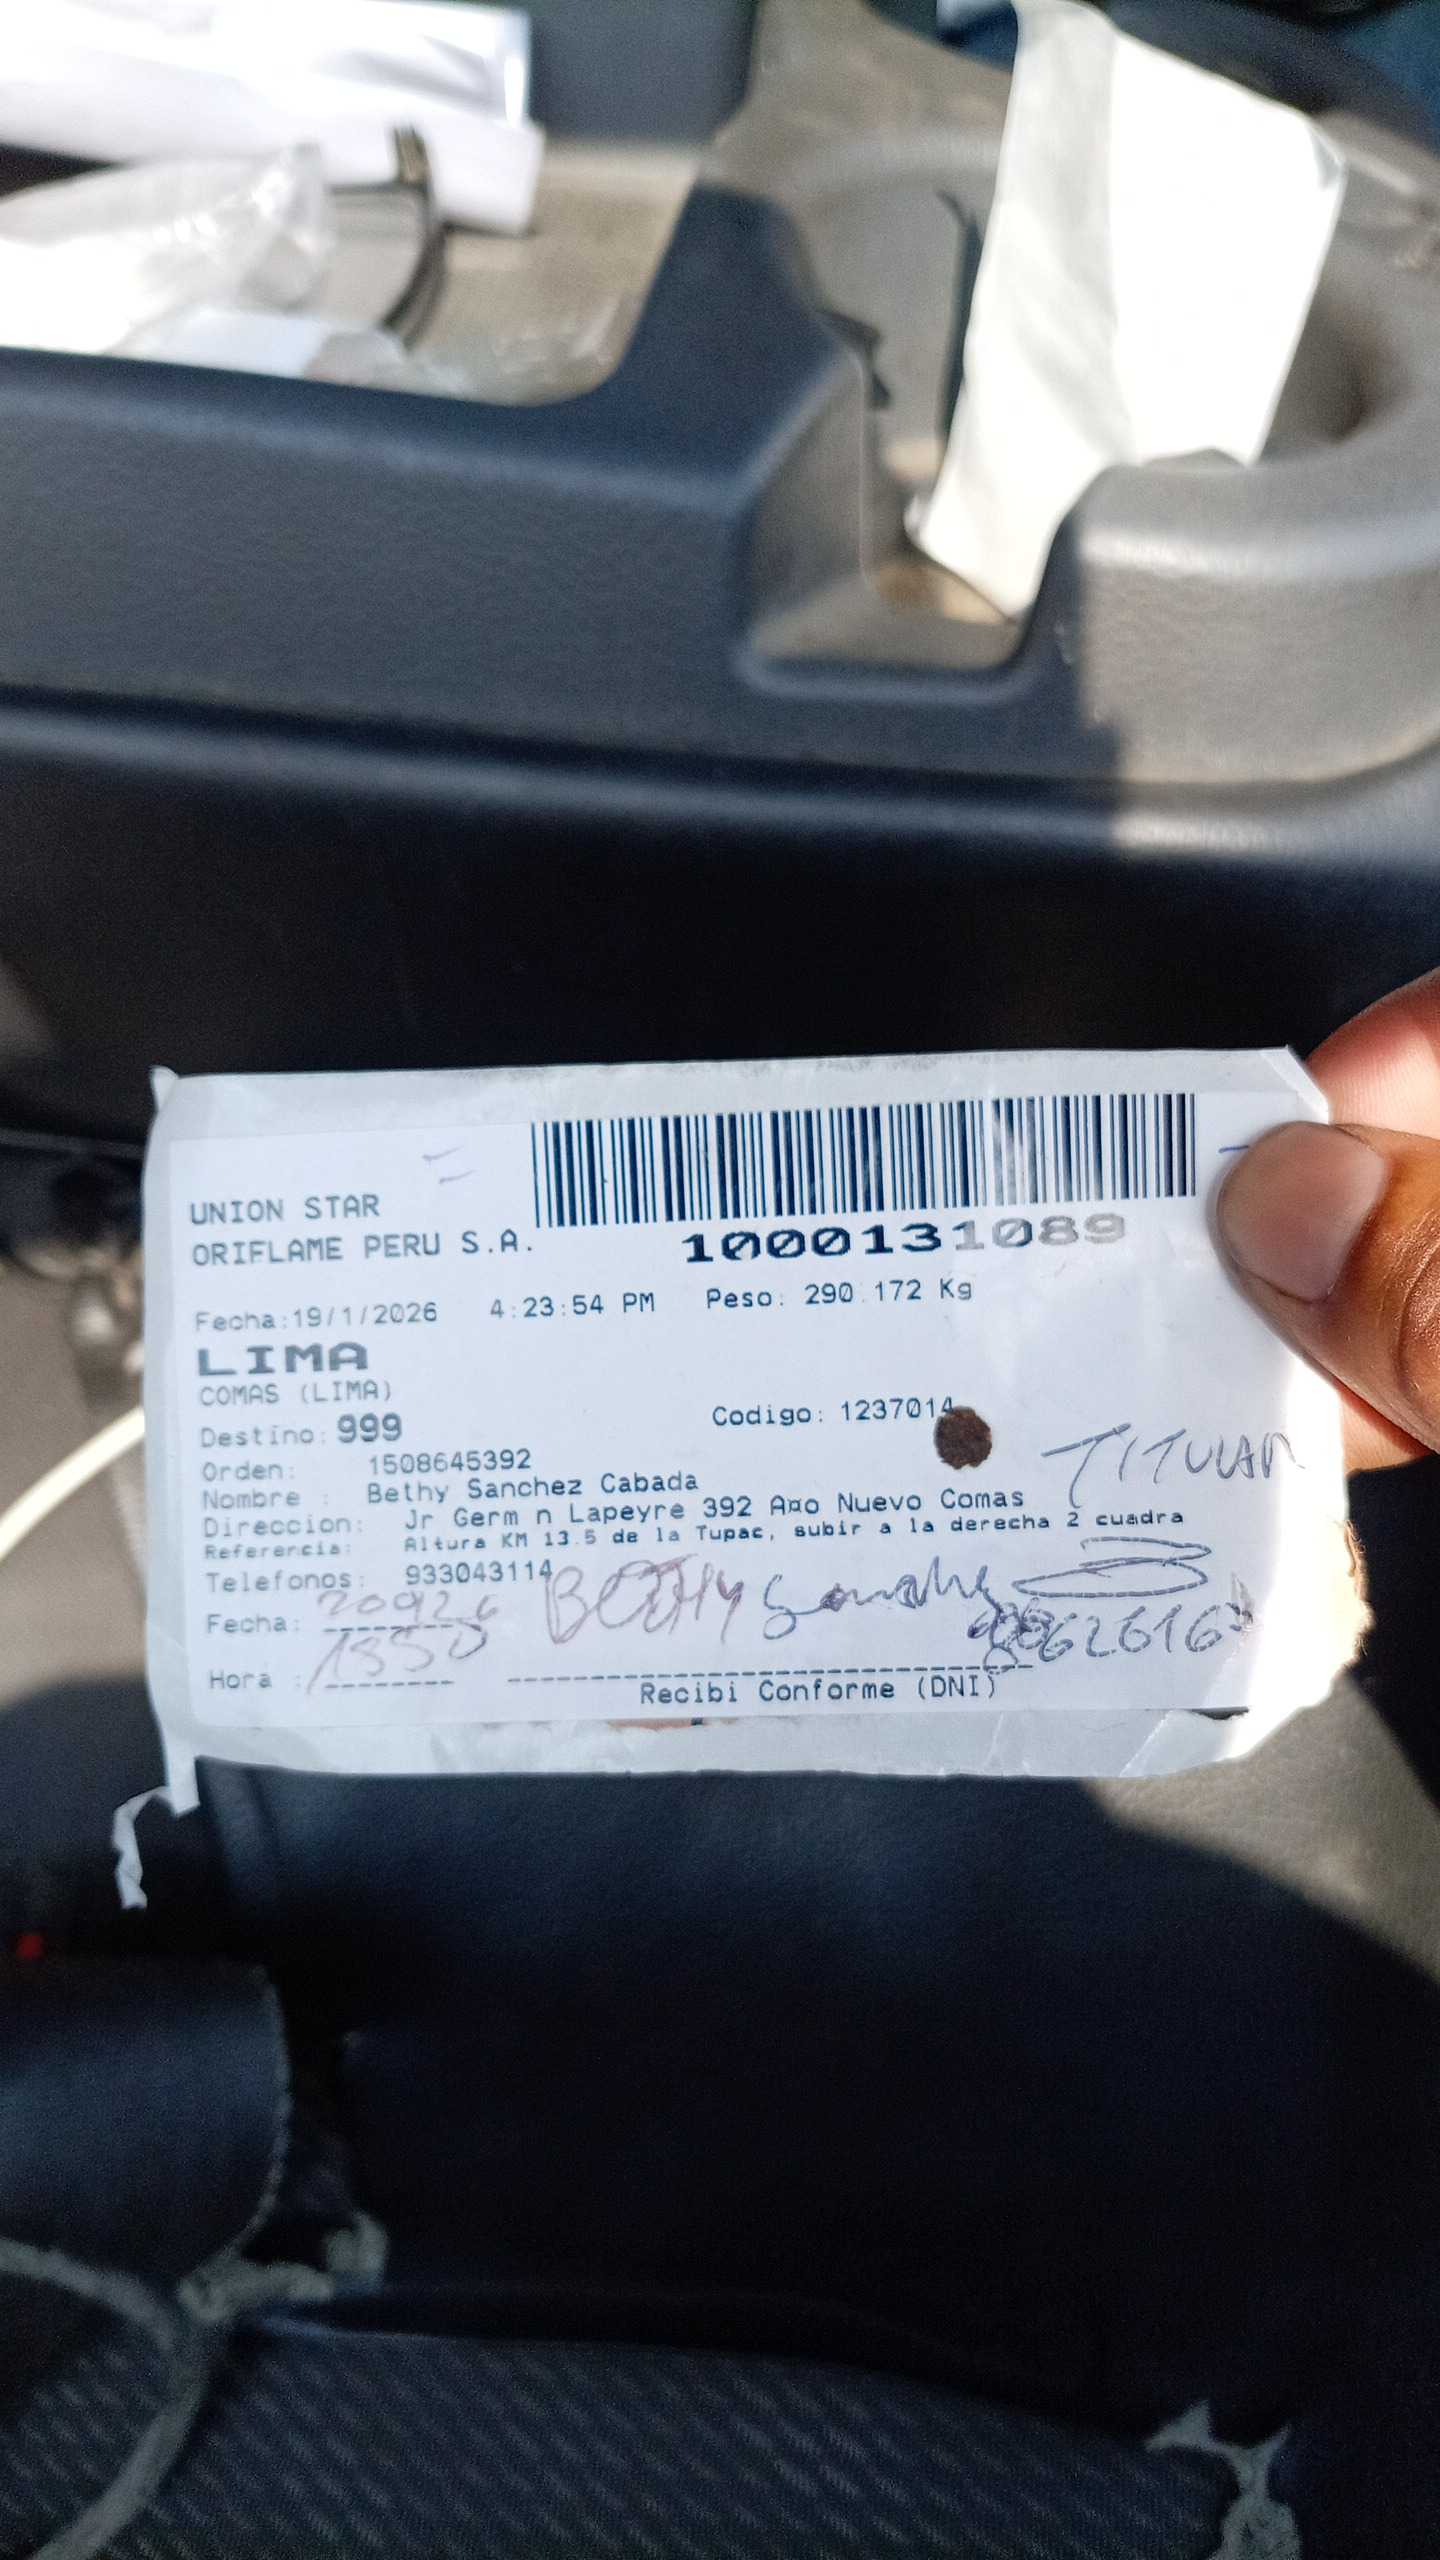 UNION STAR
ORIFLAME PERU S.A.
1000131089
Fecha:19/1/2026 4:23:54 PM Peso: 290.172 Kg
LIMA
COMAS (LIMA)
Destino: 999 Codigo: 1237014
TITULAR
Orden: 1508645392
Nombre : Bethy Sanchez Cabada
Direccion: Jr Germ n Lapeyre 392 A¤o Nuevo Comas
Referencia: Altura KM 13.5 de la Tupac, subir a la derecha 2 cuadra
Telefonos: 933043114
Fecha: Bethy
Hora : 1350
Recibi Conforme (DNI)